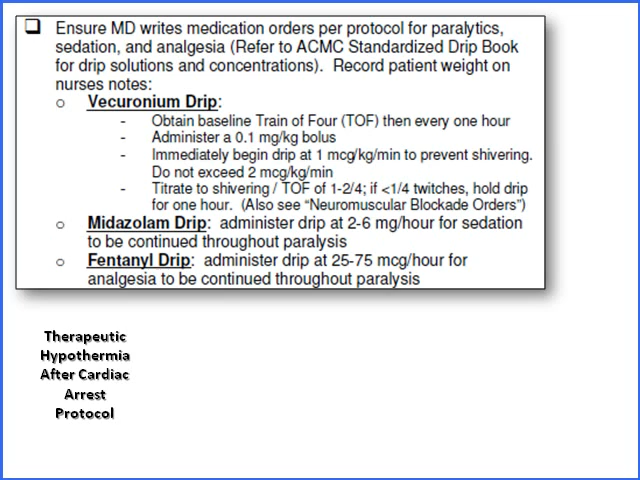 ❑ Ensure MD writes medication orders per protocol for paralytics,
sedation, and analgesia (Refer to ACMC Standardized Drip Book
for drip solutions and concentrations). Record patient weight on
nurses notes:
o Vecuronium Drip:
- Obtain baseline Train of Four (TOF) then every one hour
- Administer a 0.1 mg/kg bolus
- Immediately begin drip at 1 mcg/kg/min to prevent shivering.
Do not exceed 2 mcg/kg/min
- Titrate to shivering / TOF of 1-2/4; if <1/4 twitches, hold drip
for one hour. (Also see “Neuromuscular Blockade Orders”)
o Midazolam Drip: administer drip at 2-6 mg/hour for sedation
to be continued throughout paralysis
o Fentanyl Drip: administer drip at 25-75 mcg/hour for
analgesia to be continued throughout paralysis
Therapeutic
Hypothermia
After Cardiac
Arrest
Protocol